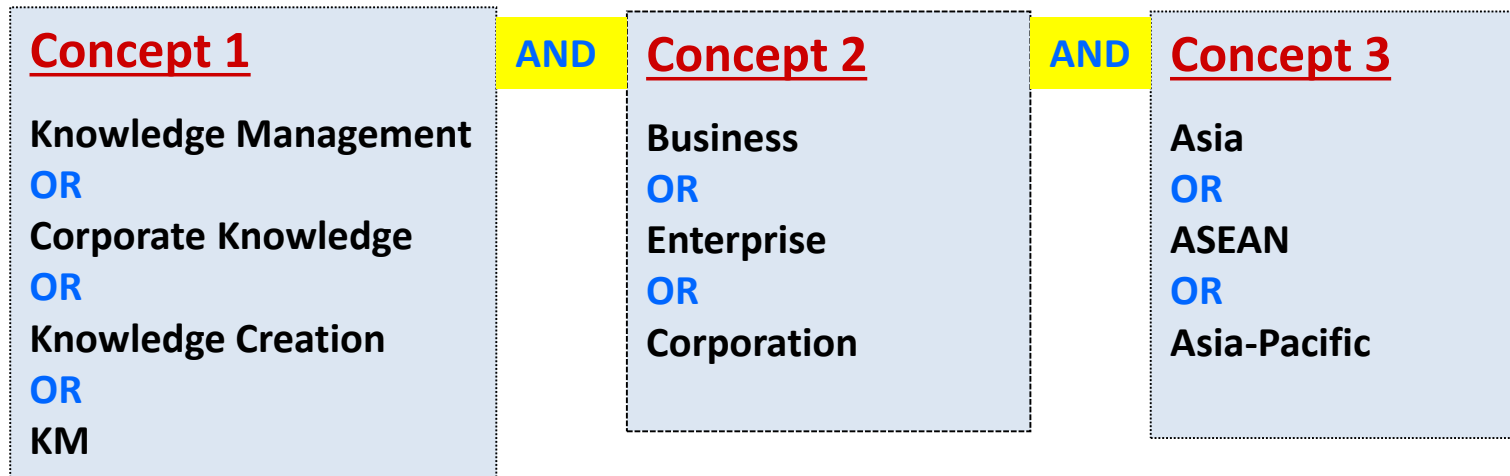 Concept 1
Knowledge Management
OR
Corporate Knowledge
OR
Knowledge Creation
OR
KM
AND
Concept 2
Business
OR
Enterprise
OR
Corporation
AND
Concept 3
Asia
OR
ASEAN
OR
Asia-Pacific